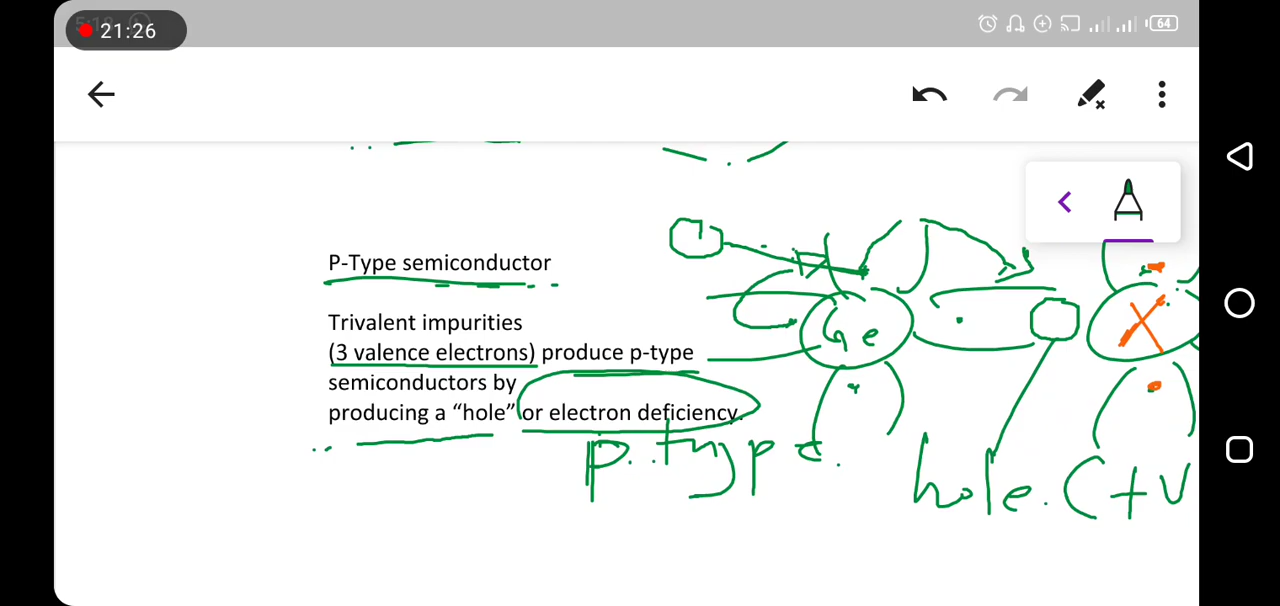 21:26
64
P-Type semiconductor
Trivalent impurities
(3 valence electrons) produce p-type
semiconductors by
producing a “hole” or electron deficiency.
Ge
X
p. type.
hole. (+v